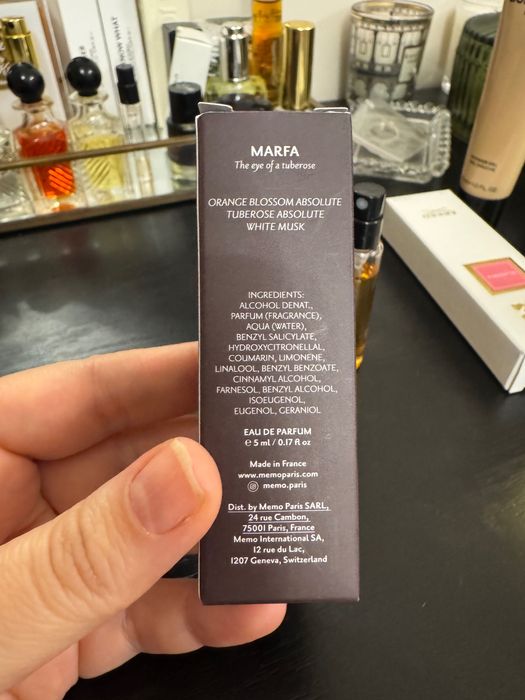 MARFA
The eye of a tuberose
ORANGE BLOSSOM ABSOLUTE
TUBEROSE ABSOLUTE
WHITE MUSK
INGREDIENTS:
ALCOHOL DENAT.,
PARFUM (FRAGRANCE),
AQUA (WATER),
BENZYL SALICYLATE,
HYDROXYCITRONELLAL,
COUMARIN, LIMONENE,
LINALOOL, BENZYL BENZOATE,
CINNAMYL ALCOHOL,
FARNESOL, BENZYL ALCOHOL,
ISOEUGENOL,
EUGENOL, GERANIOL
EAU DE PARFUM
e 5 ml / 0.17 fl oz
Made in France
www.memoparis.com
memo.paris
Dist. by Memo Paris SARL,
24 rue Cambon,
75001 Paris, France
Memo International SA,
12 rue du Lac,
1207 Geneva, Switzerland
NOW WHAT